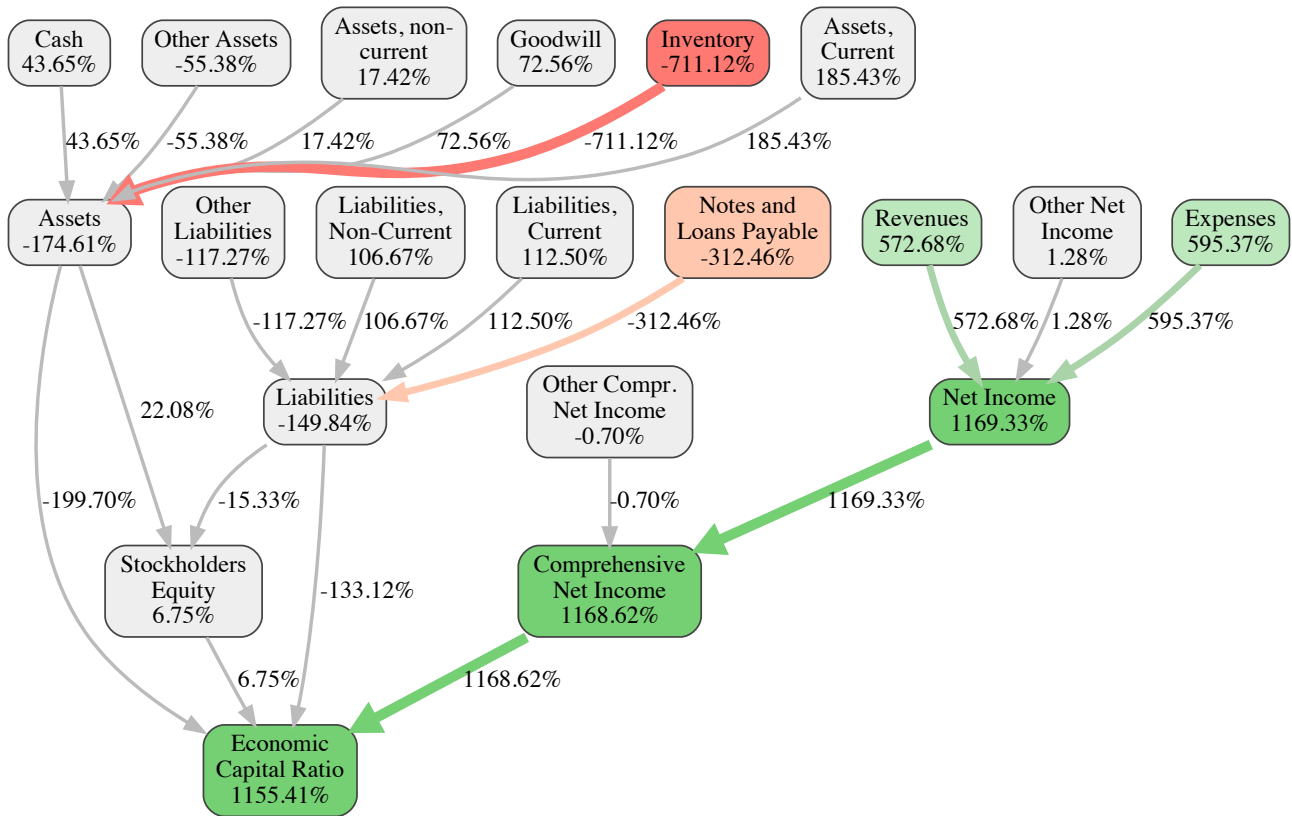 Cash
43.65%
Other Assets
-55.38%
Assets, non-
current
17.42%
Goodwill
72.56%
Inventory
-711.12%
Assets,
Current
185.43%
43.65%
-55.38%
17.42%
72.56%
-711.12%
185.43%
Assets
-174.61%
Other
Liabilities
-117.27%
Liabilities,
Non-Current
106.67%
Liabilities,
Current
112.50%
Notes and
Loans Payable
-312.46%
Revenues
572.68%
Other Net
Income
1.28%
Expenses
595.37%
-117.27%
106.67%
112.50%
-312.46%
572.68%
1.28%
595.37%
22.08%
Liabilities
-149.84%
Other Compr.
Net Income
-0.70%
Net Income
1169.33%
-199.70%
-15.33%
-0.70%
1169.33%
Stockholders
Equity
6.75%
-133.12%
Comprehensive
Net Income
1168.62%
6.75%
1168.62%
Economic
Capital Ratio
1155.41%